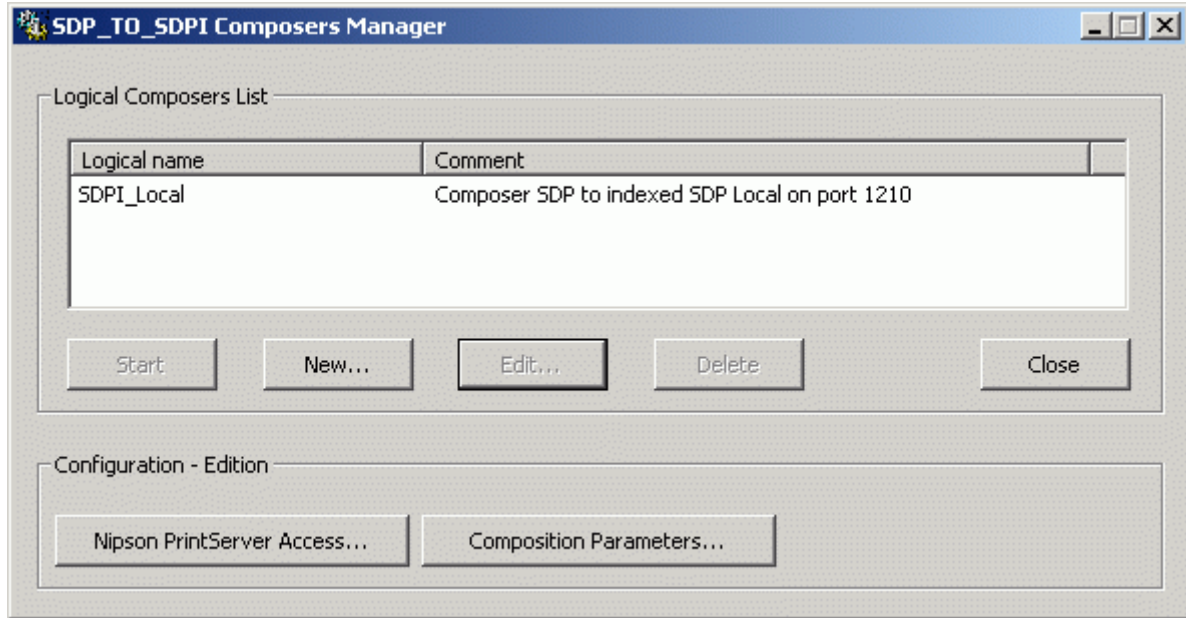 SDP_TO_SDPI Composers Manager
Logical Composers List
Logical name Comment
SDPI_Local Composer SDP to indexed SDP Local on port 1210
Start New... Edit... Delete Close
Configuration - Edition
Nipson PrintServer Access... Composition Parameters...